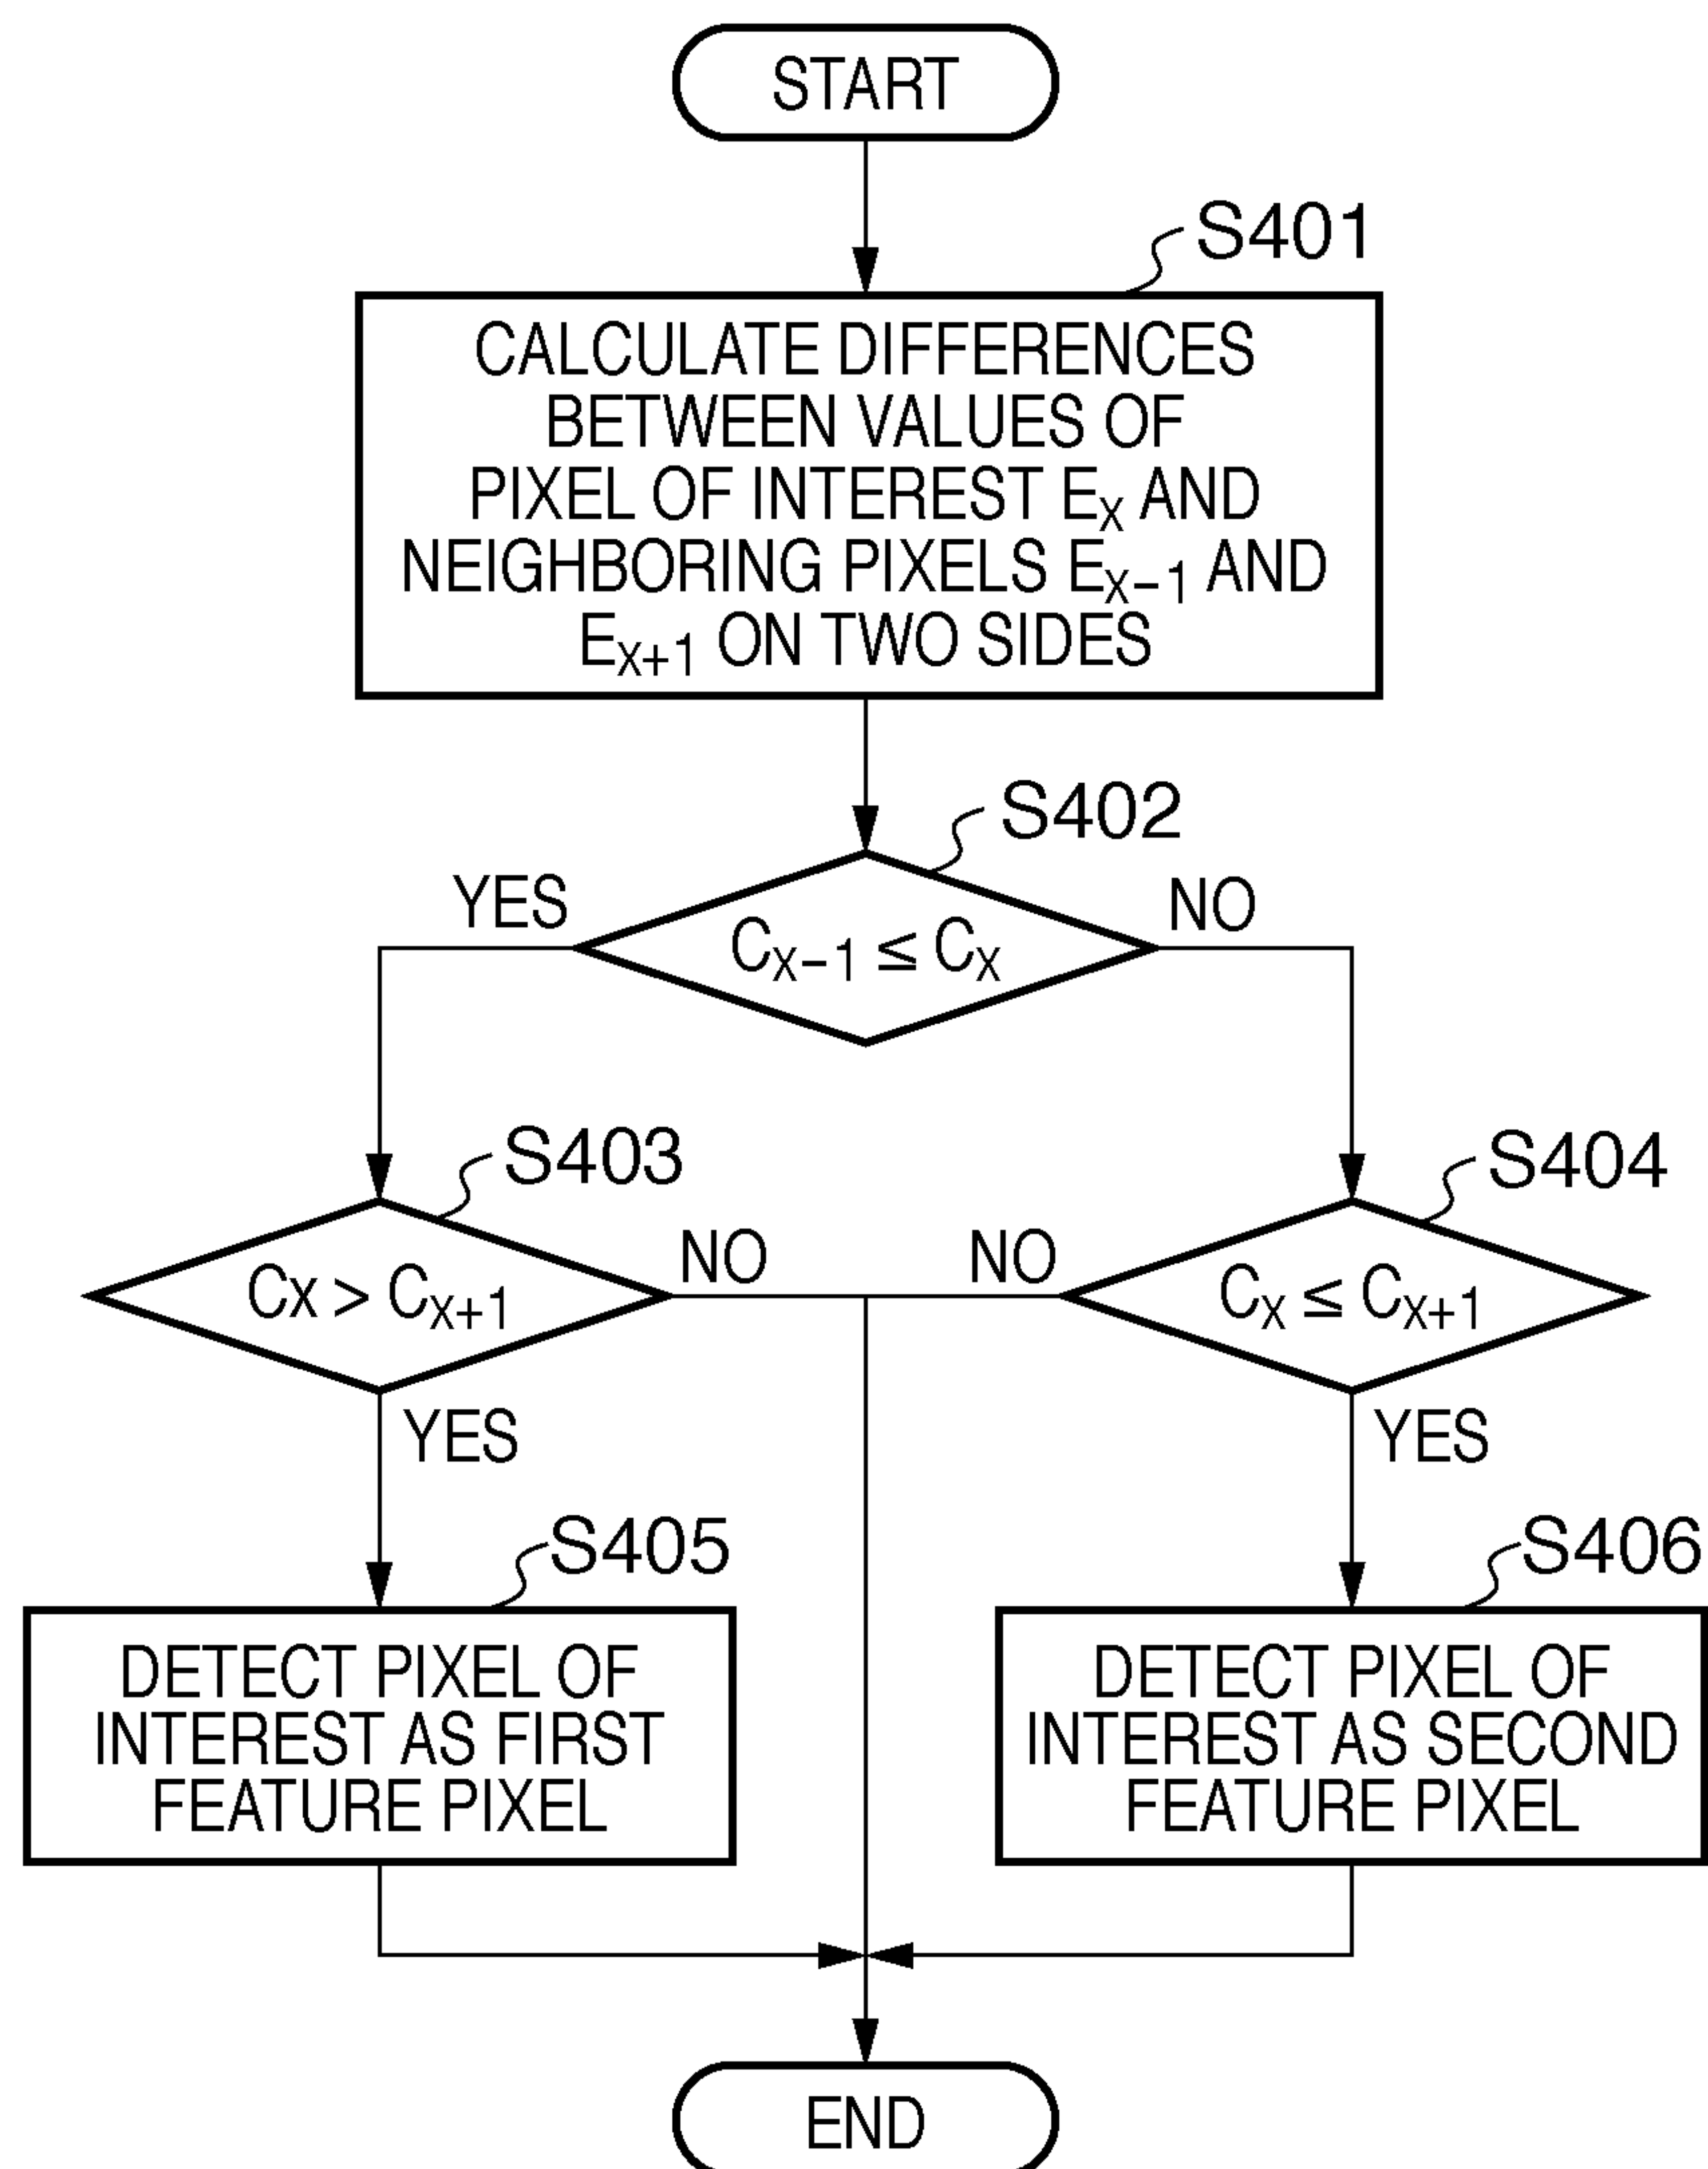 START
S401
CALCULATE DIFFERENCES
BETWEEN VALUES OF
PIXEL OF INTEREST Eₓ AND
NEIGHBORING PIXELS Eₓ₋₁ AND
Eₓ₊₁ ON TWO SIDES
S402
YES
NO
Cₓ₋₁ ≤ Cₓ
S403
S404
Cx > Cₓ₊₁
NO
NO
Cₓ ≤ Cₓ₊₁
YES
YES
S405
S406
DETECT PIXEL OF
INTEREST AS FIRST
FEATURE PIXEL
DETECT PIXEL OF
INTEREST AS SECOND
FEATURE PIXEL
END